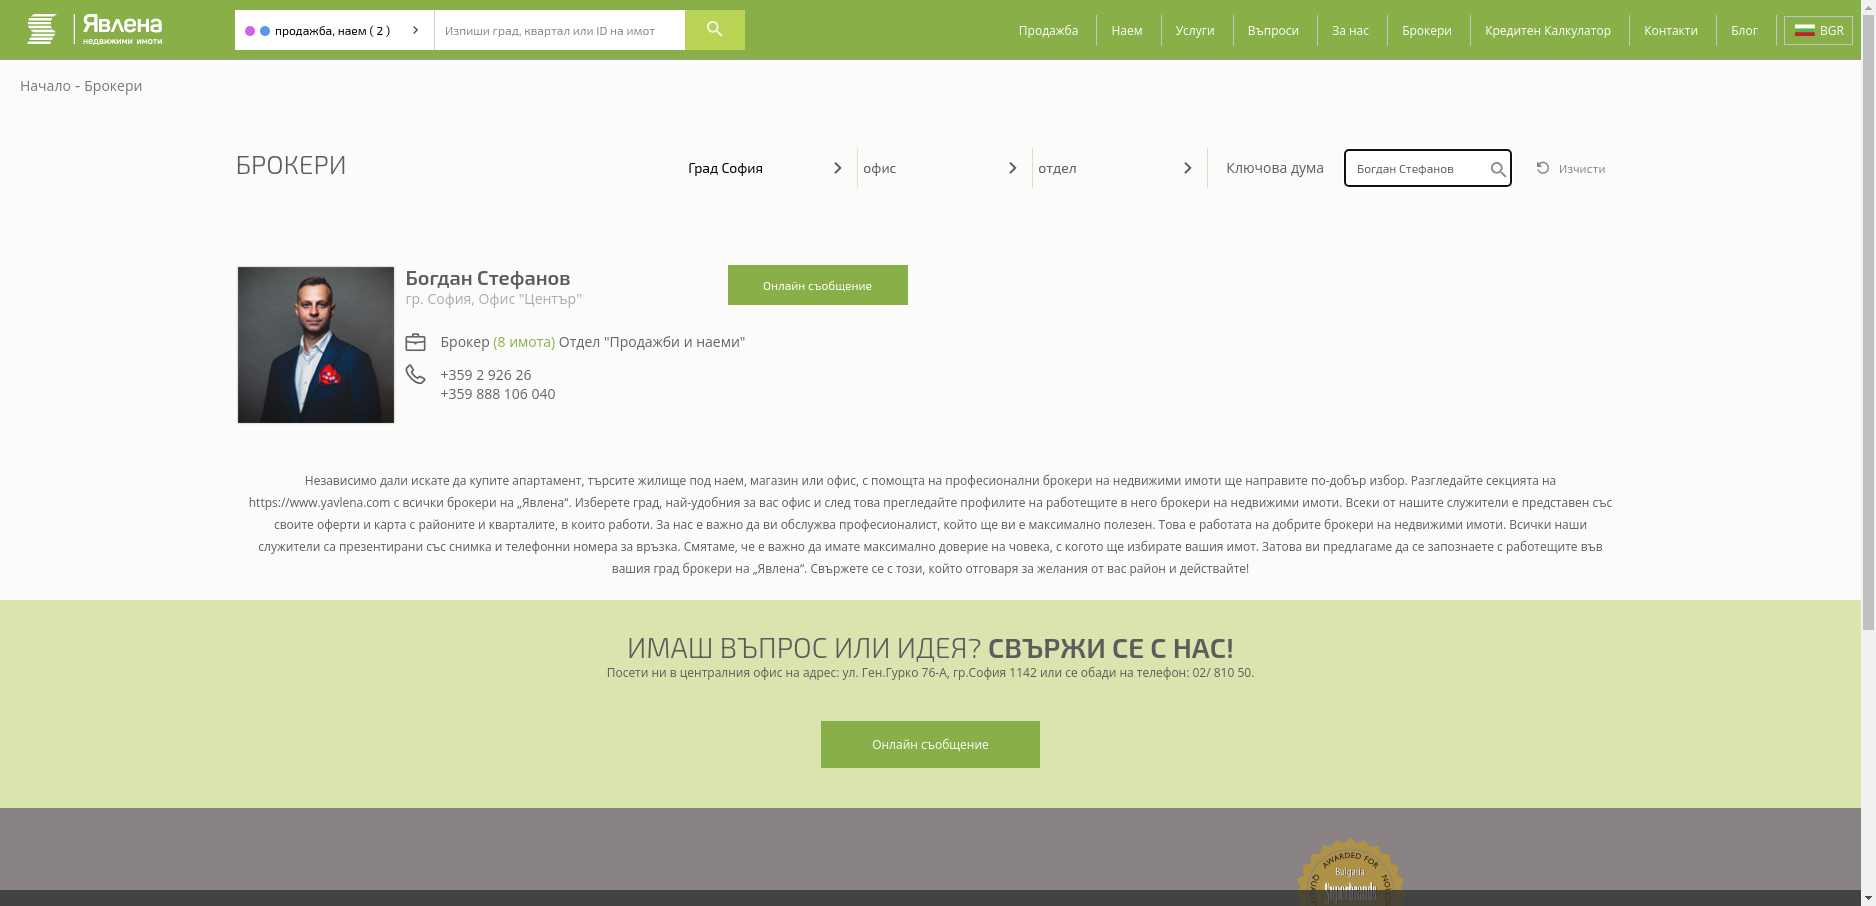 Явлена
недвижими имоти
продажба, наем ( 2 )
Изпиши град, квартал или ID на имот
Продажба
Наем
Услуги
Въпроси
За нас
Брокери
Кредитен Калкулатор
Контакти
Блог
BGR
Начало - Брокери
БРОКЕРИ
Град София
офис
отдел
Ключова дума
Богдан Стефанов
Изчисти
Богдан Стефанов
гр. София, Офис "Център"
Онлайн съобщение
Брокер (8 имота) Отдел "Продажби и наеми"
+359 2 926 26
+359 888 106 040
Независимо дали искате да купите апартамент, търсите жилище под наем, магазин или офис, с помощта на професионални брокери на недвижими имоти ще направите по-добър избор. Разгледайте секцията на
https://www.yavlena.com с всички брокери на „Явлена“. Изберете град, най-удобния за вас офис и след това прегледайте профилите на работещите в него брокери на недвижими имоти. Всеки от нашите служители е представен със
своите оферти и карта с районите и кварталите, в които работи. За нас е важно да ви обслужва професионалист, който ще ви е максимално полезен. Това е работата на добрите брокери на недвижими имоти. Всички наши
служители са презентирани със снимка и телефонни номера за връзка. Смятаме, че е важно да имате максимално доверие на човека, с когото ще избирате вашия имот. Затова ви предлагаме да се запознаете с работещите във
вашия град брокери на „Явлена“. Свържете се с този, който отговаря за желания от вас район и действайте!
ИМАШ ВЪПРОС ИЛИ ИДЕЯ? СВЪРЖИ СЕ С НАС!
Посети ни в централния офис на адрес: ул. Ген.Гурко 76-А, гр.София 1142 или се обади на телефон: 02/ 810 50.
Онлайн съобщение
AWARDED FOR
Bulgaria